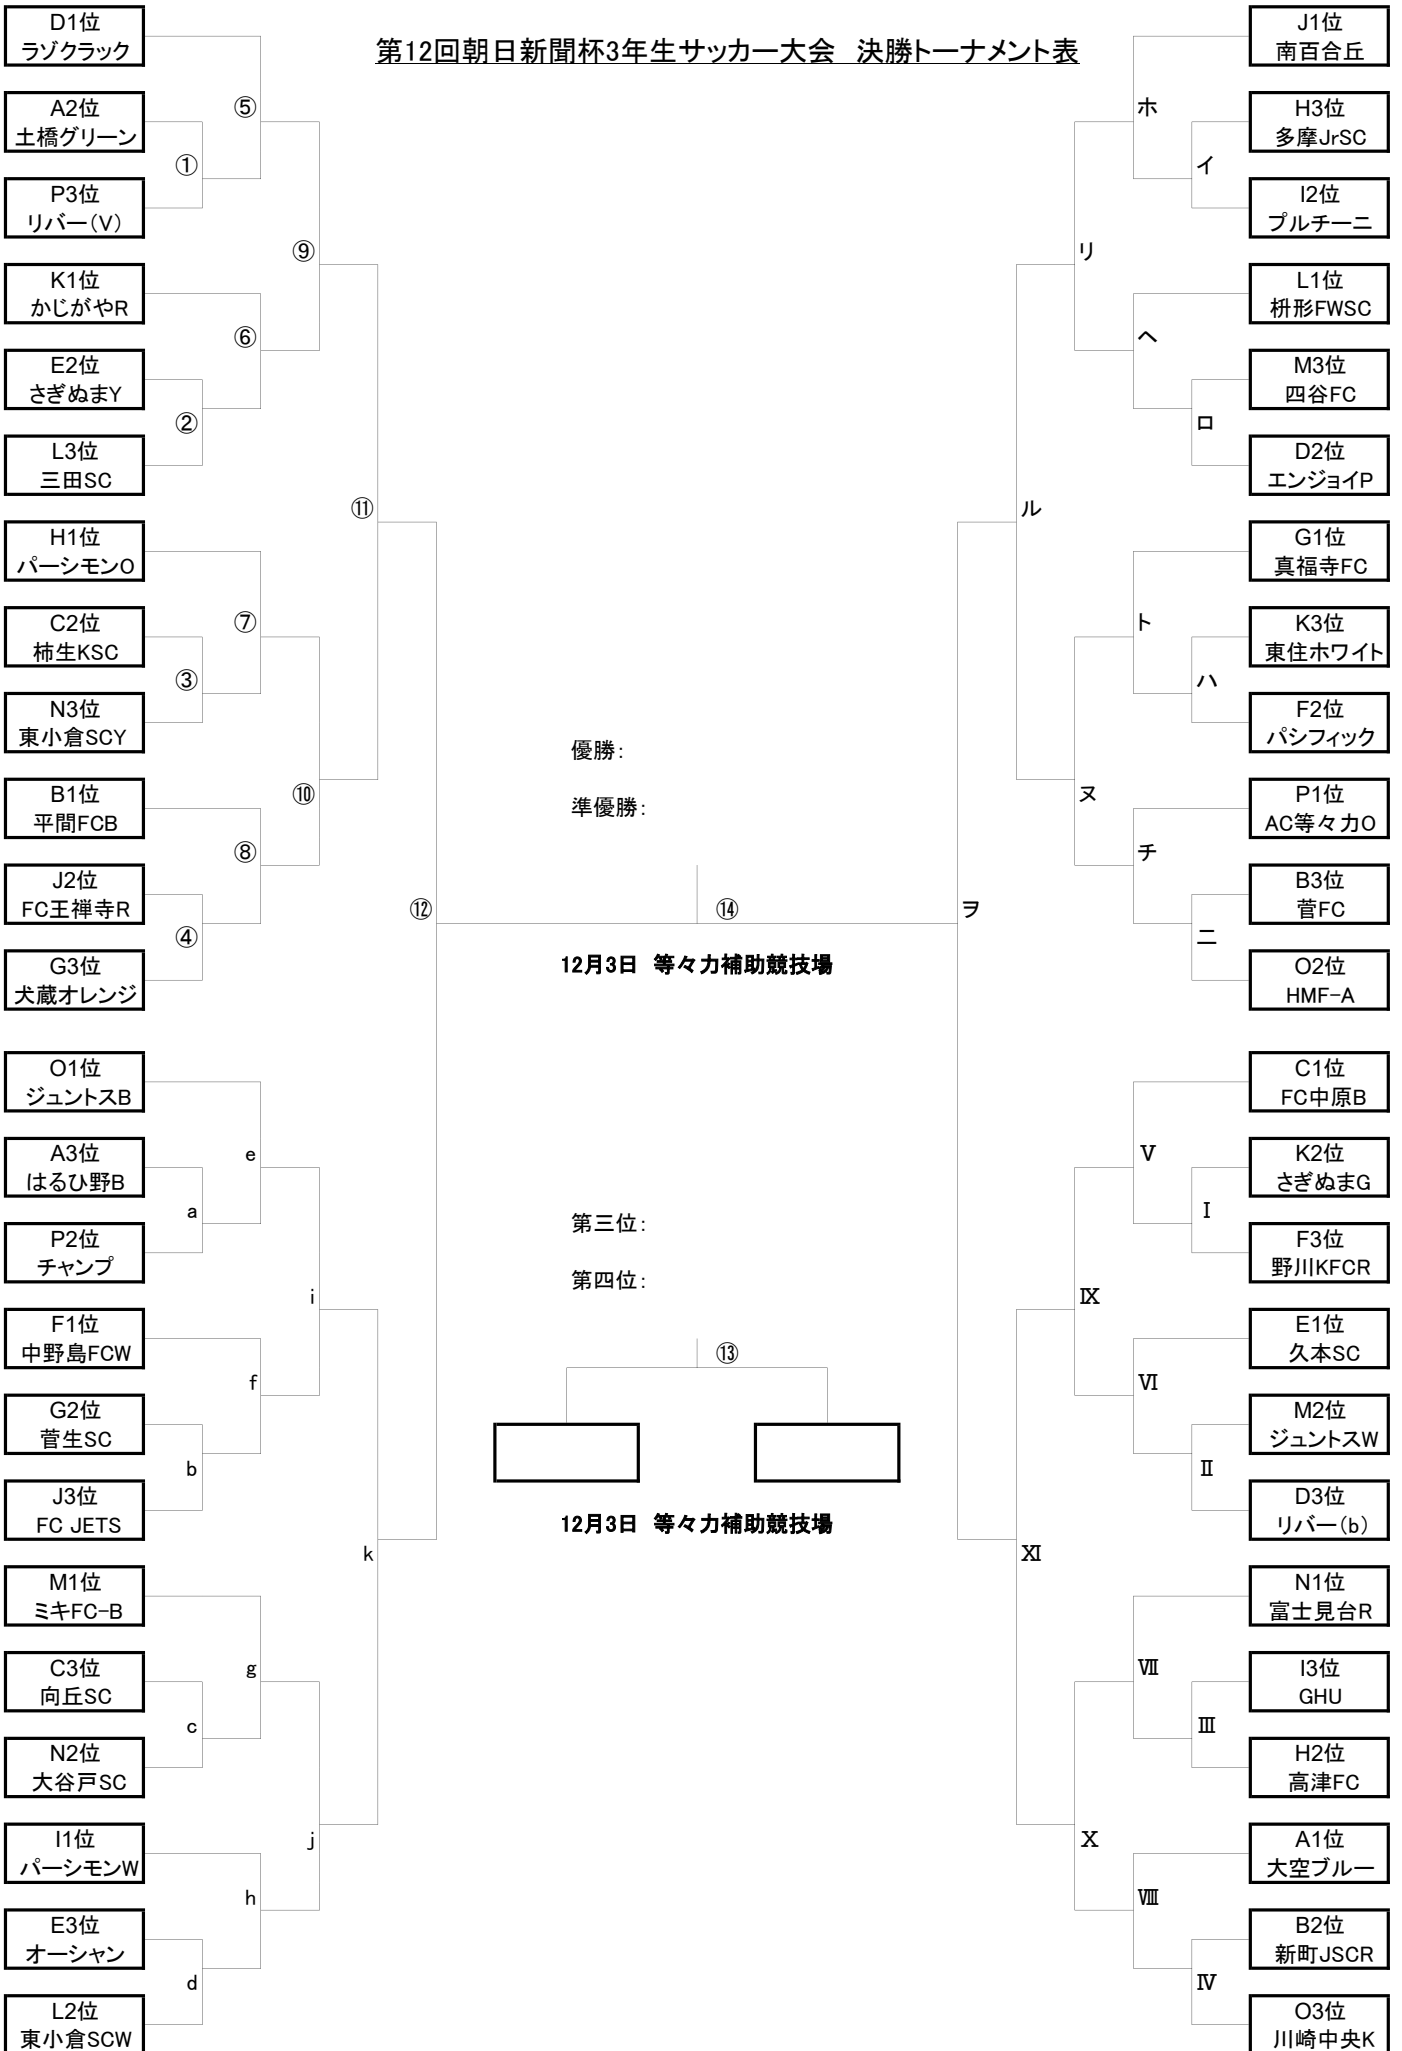 第12回朝日新聞杯3年生サッカー大会　決勝トーナメント表
D1位
ラゾクラック
⑤
A2位
土橋グリーン
①
P3位
リバー（V）
⑨
K1位
かじがやR
⑥
E2位
さぎぬまY
②
L3位
三田SC
⑪
H1位
パーシモンO
⑦
C2位
柿生KSC
③
N3位
東小倉SCY
⑩
B1位
平間FCB
⑧
J2位
FC王禅寺R
④
G3位
犬蔵オレンジ
⑫
O1位
ジュントスB
e
A3位
はるひ野B
a
P2位
チャンプ
i
F1位
中野島FCW
f
G2位
菅生SC
b
J3位
FC JETS
k
M1位
ミキFC-B
g
C3位
向丘SC
c
N2位
大谷戸SC
j
I1位
パーシモンW
h
E3位
オーシャン
d
L2位
東小倉SCW
優勝：
準優勝：
⑭
12月3日　等々力補助競技場
第三位：
第四位：
⑬
12月3日　等々力補助競技場
J1位
南百合丘
ホ
H3位
多摩JrSC
イ
I2位
プルチーニ
リ
L1位
枡形FWSC
ヘ
M3位
四谷FC
ロ
D2位
エンジョイP
ル
G1位
真福寺FC
ト
K3位
東住ホワイト
ハ
F2位
パシフィック
ヌ
P1位
AC等々力O
チ
B3位
菅FC
ニ
O2位
HMF-A
ヲ
C1位
FC中原B
Ⅴ
K2位
さぎぬまG
Ⅰ
F3位
野川KFCR
Ⅸ
E1位
久本SC
Ⅵ
M2位
ジュントスW
Ⅱ
D3位
リバー（b）
Ⅺ
N1位
富士見台R
Ⅶ
I3位
GHU
Ⅲ
H2位
高津FC
Ⅹ
A1位
大空ブルー
Ⅷ
B2位
新町JSCR
Ⅳ
O3位
川崎中央K